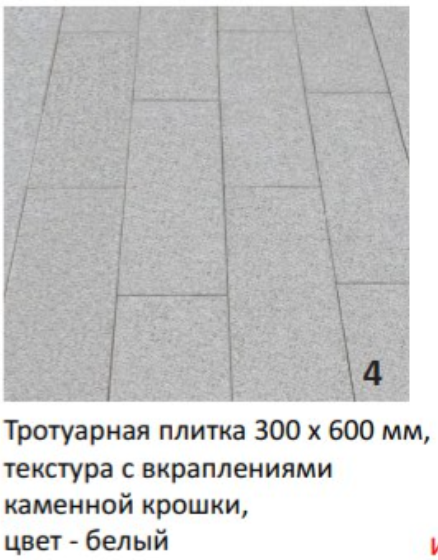 4
Тротуарная плитка 300 х 600 мм,
текстура с вкраплениями
каменной крошки,
цвет - белый